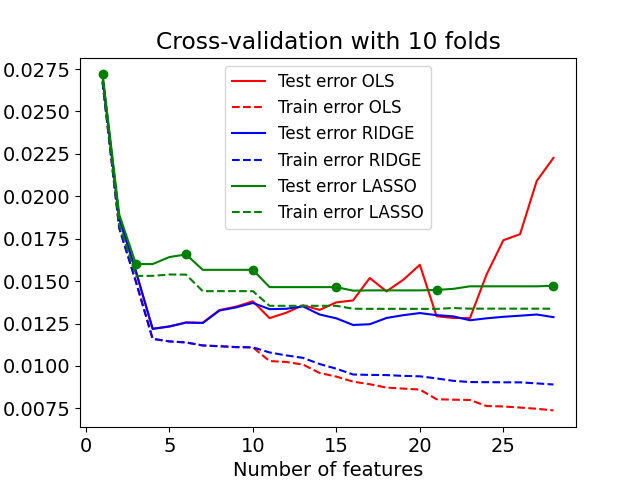 Cross-validation with 10 folds
Test error OLS
Train error OLS
Test error RIDGE
Train error RIDGE
Test error LASSO
Train error LASSO
0.0275
0.0250
0.0225
0.0200
0.0175
0.0150
0.0125
0.0100
0.0075
0 5 10 15 20 25
Number of features